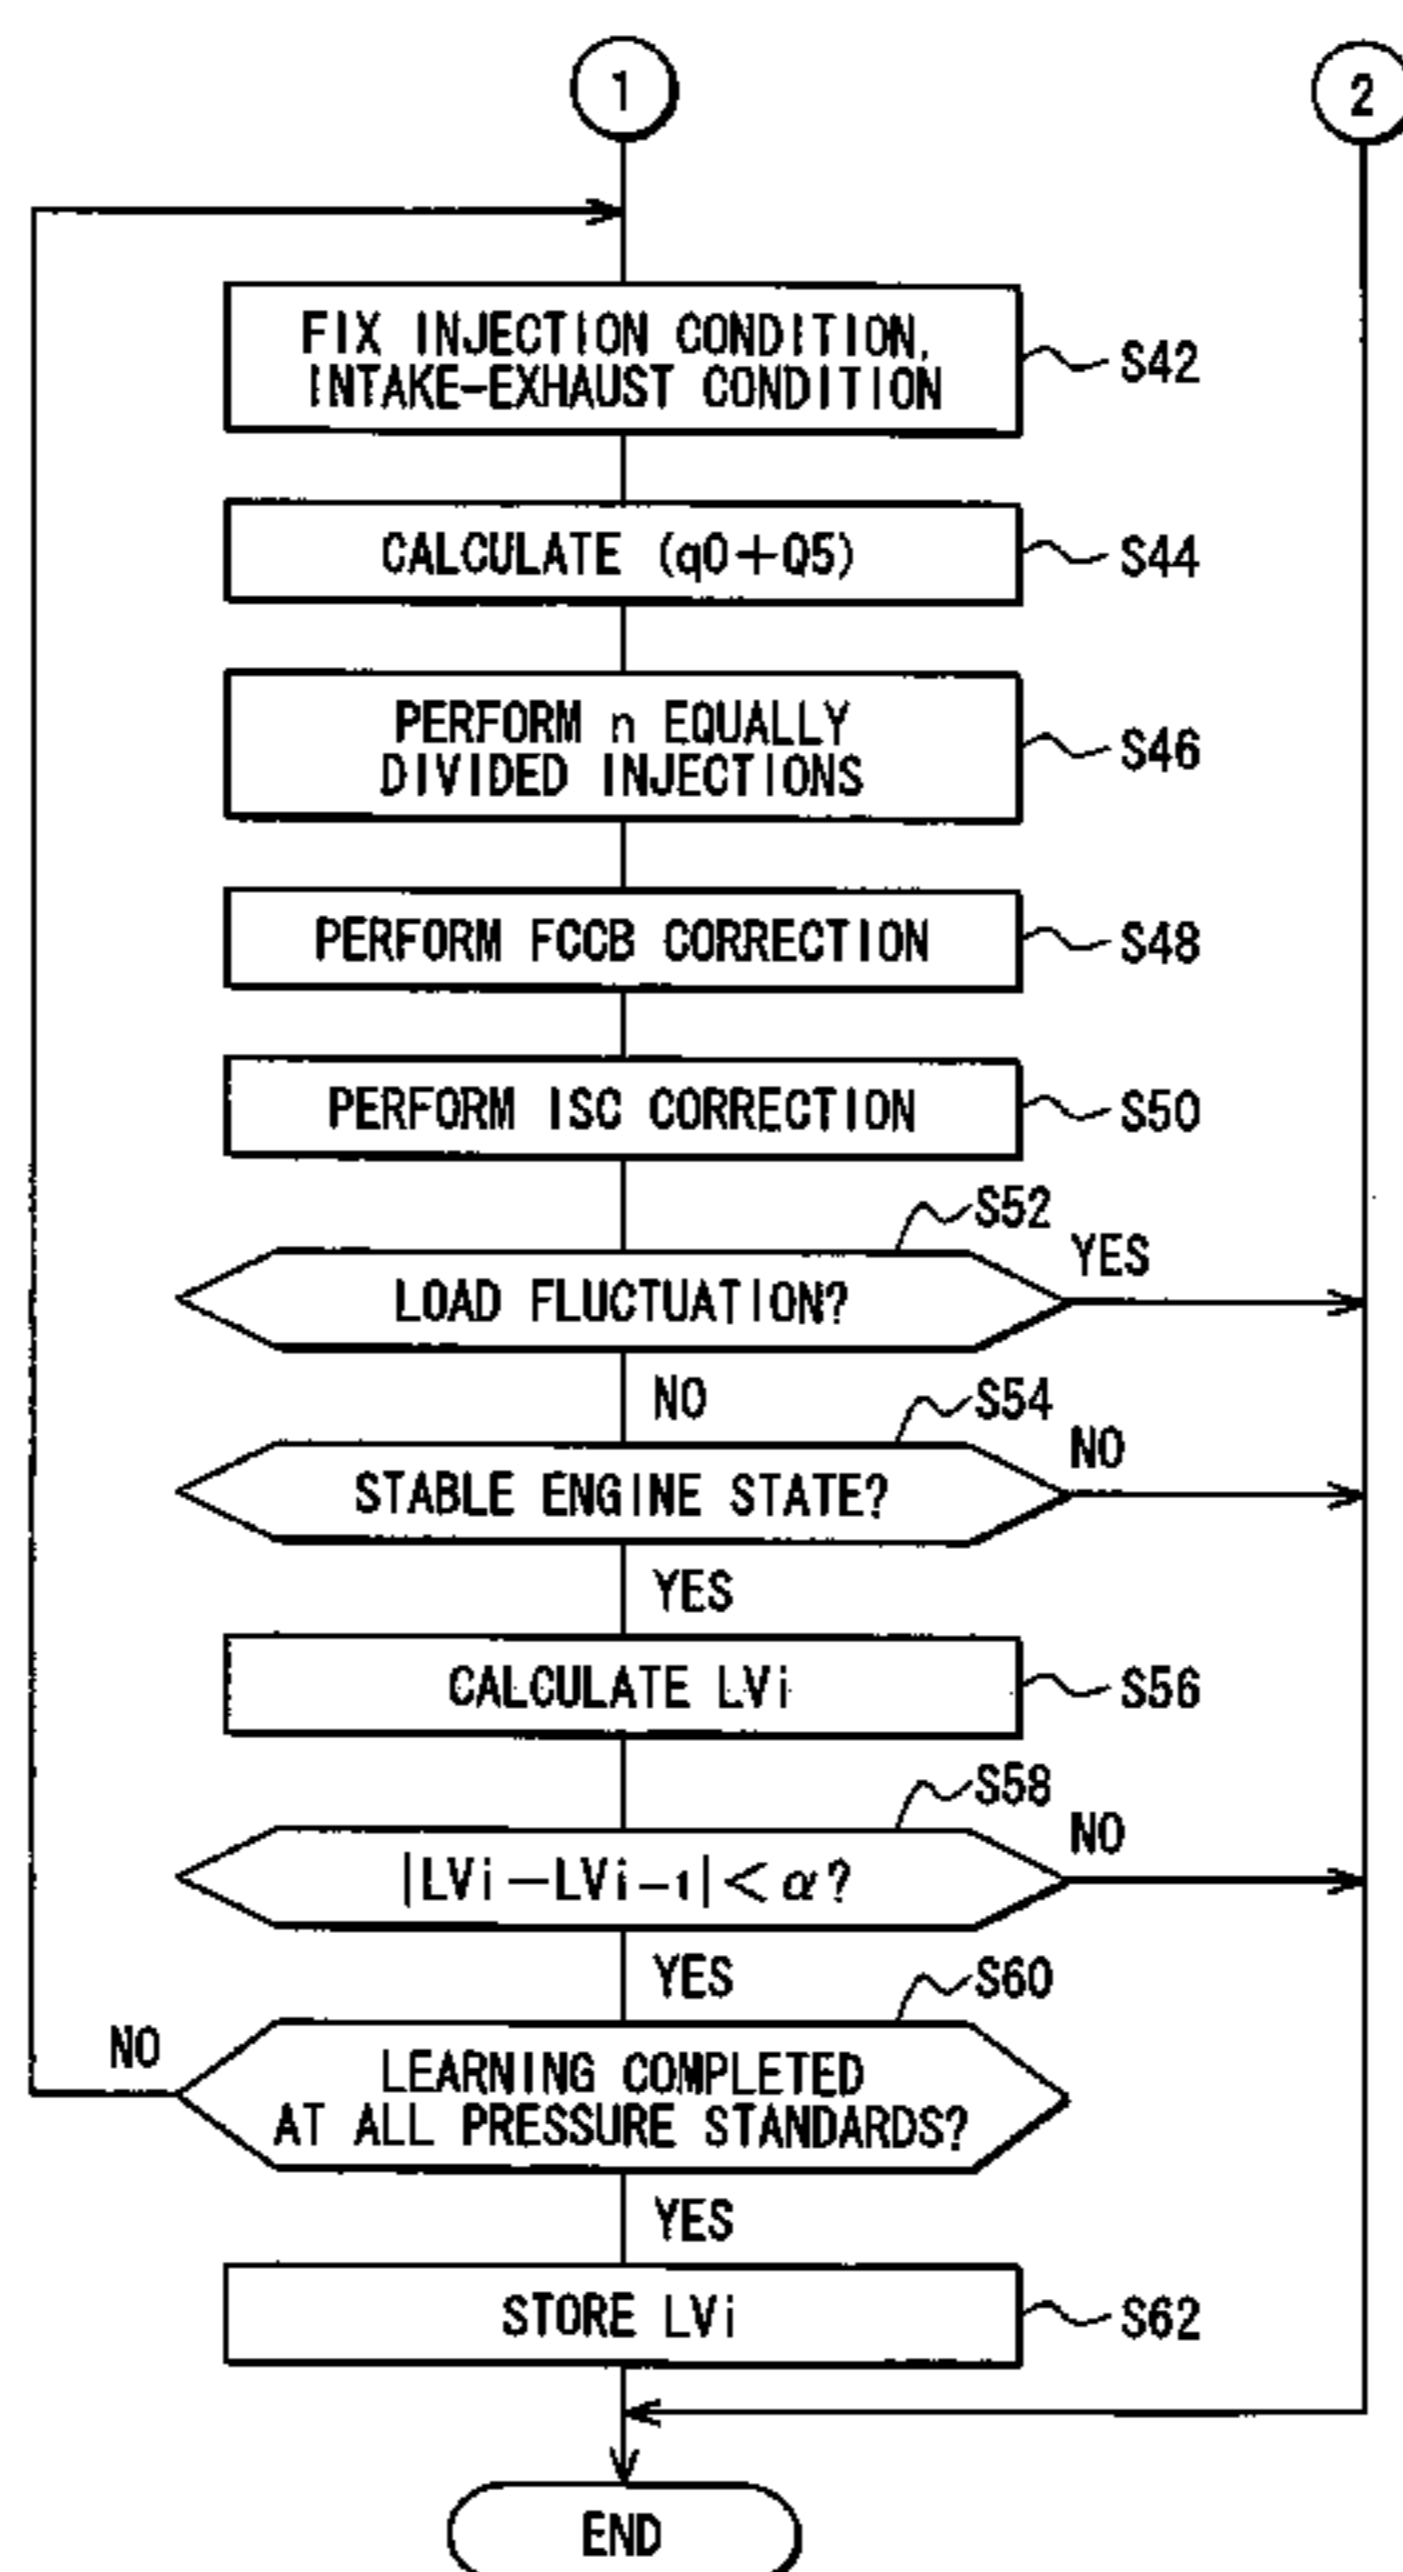 1
2
FIX INJECTION CONDITION,
INTAKE-EXHAUST CONDITION
S42
CALCULATE (q0+Q5)
S44
PERFORM n EQUALLY
DIVIDED INJECTIONS
S46
PERFORM FCCB CORRECTION
S48
PERFORM ISC CORRECTION
S50
S52
LOAD FLUCTUATION?
YES
NO
S54
STABLE ENGINE STATE?
NO
YES
CALCULATE LVi
S56
S58
|LVi-LVi-1|<α?
NO
YES
S60
NO
LEARNING COMPLETED
AT ALL PRESSURE STANDARDS?
YES
STORE LVi
S62
END